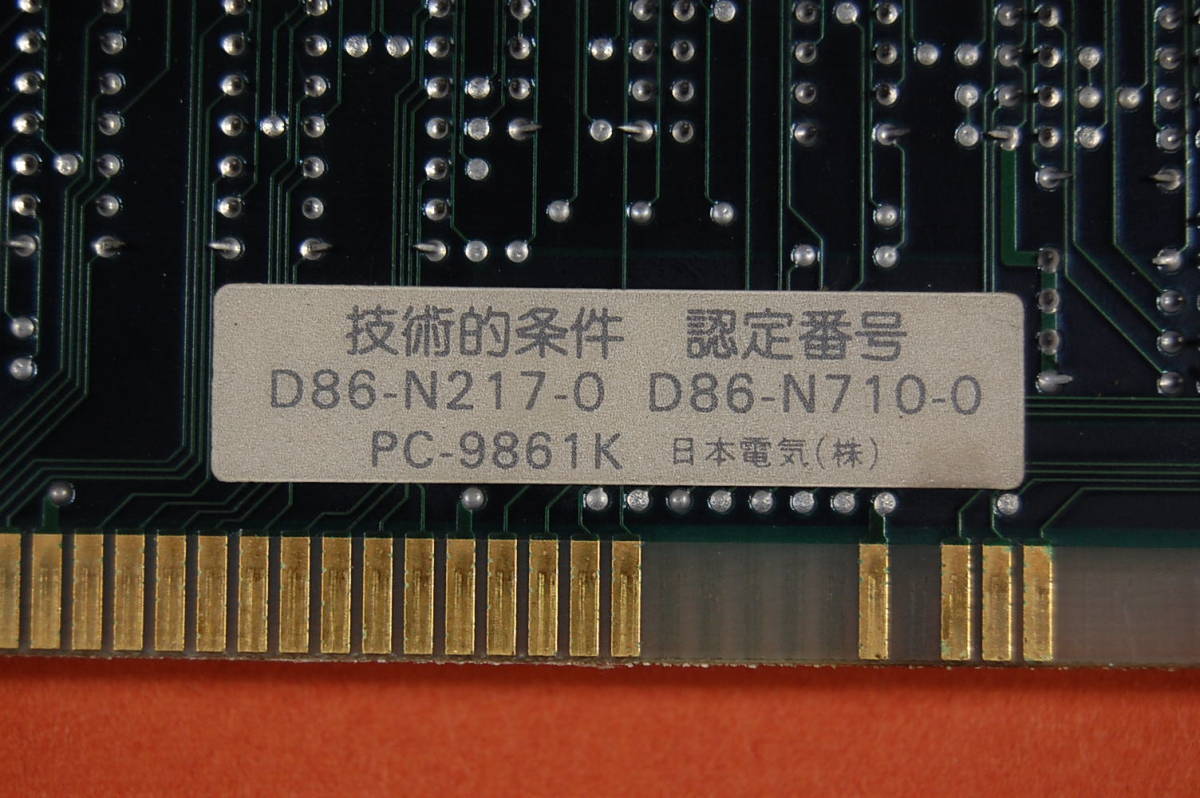 技術的条件 認定番号
D86-N217-0 D86-N710-0
PC-9861K 日本電気(株)